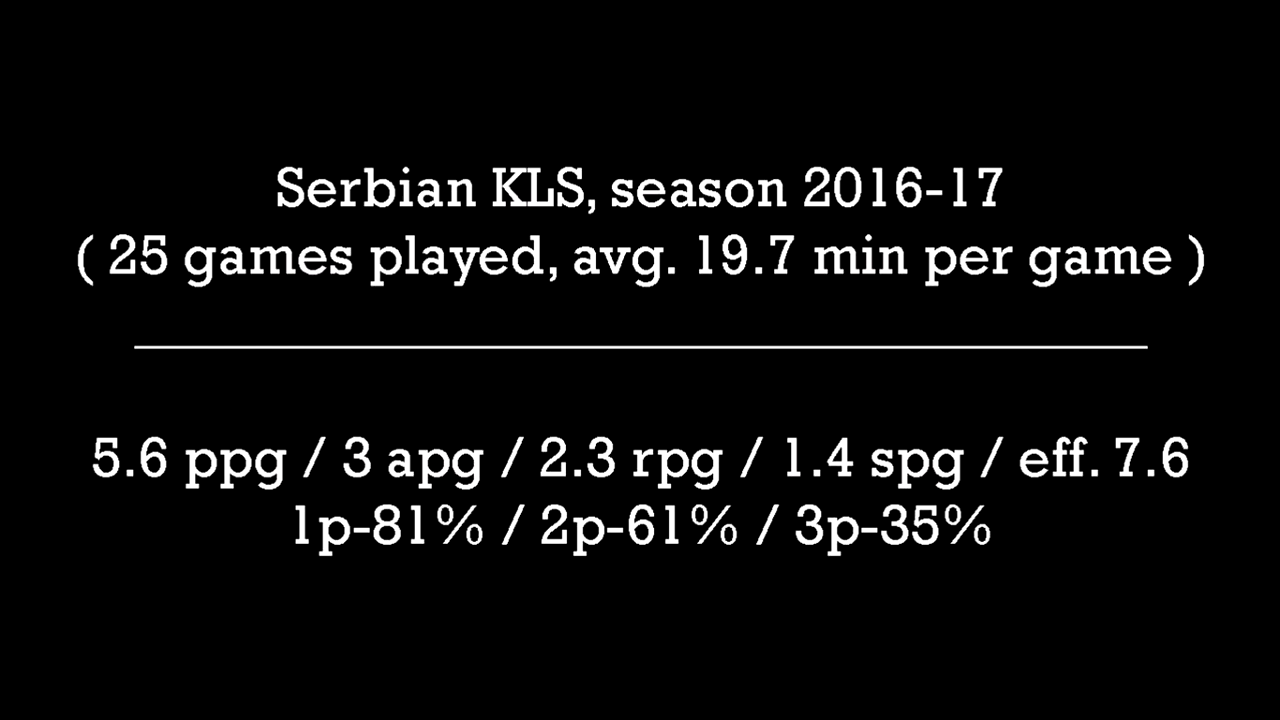 Serbian KLS, season 2016-17
( 25 games played, avg. 19.7 min per game )
5.6 ppg / 3 apg / 2.3 rpg / 1.4 spg / eff. 7.6
1p-81% / 2p-61% / 3p-35%